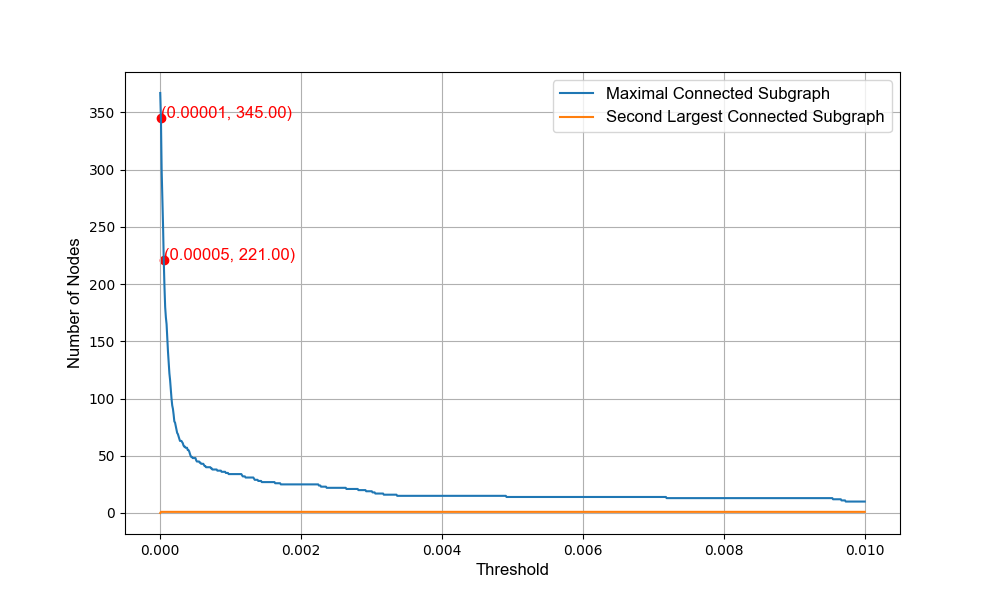 Maximal Connected Subgraph
Second Largest Connected Subgraph
(0.00001, 345.00)
(0.00005, 221.00)
Number of Nodes
350
300
250
200
150
100
50
0
0.000 0.002 0.004 0.006 0.008 0.010
Threshold